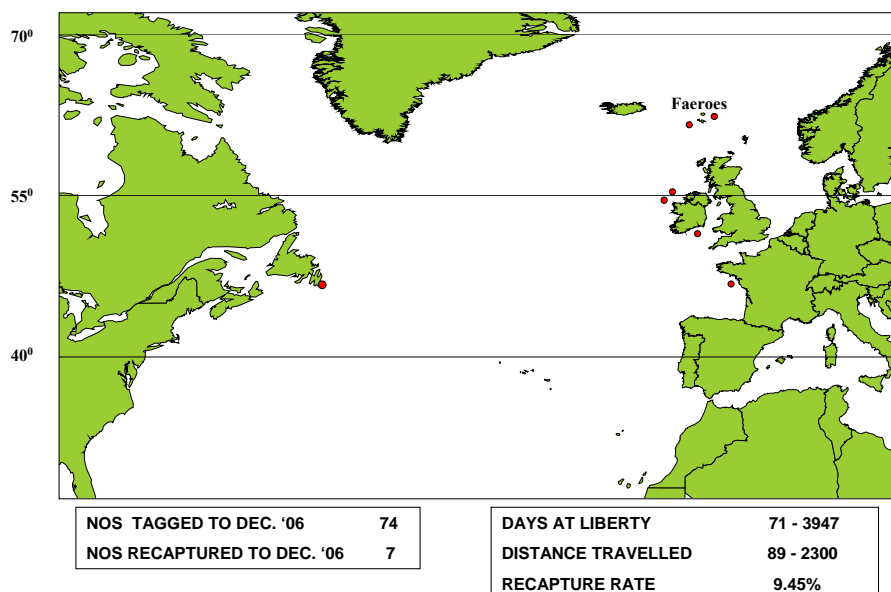 70⁰
Faeroes
55⁰
40⁰
NOS TAGGED TO DEC. ‘06 74
NOS RECAPTURED TO DEC. ‘06 7
DAYS AT LIBERTY 71 - 3947
DISTANCE TRAVELLED 89 - 2300
RECAPTURE RATE 9.45%